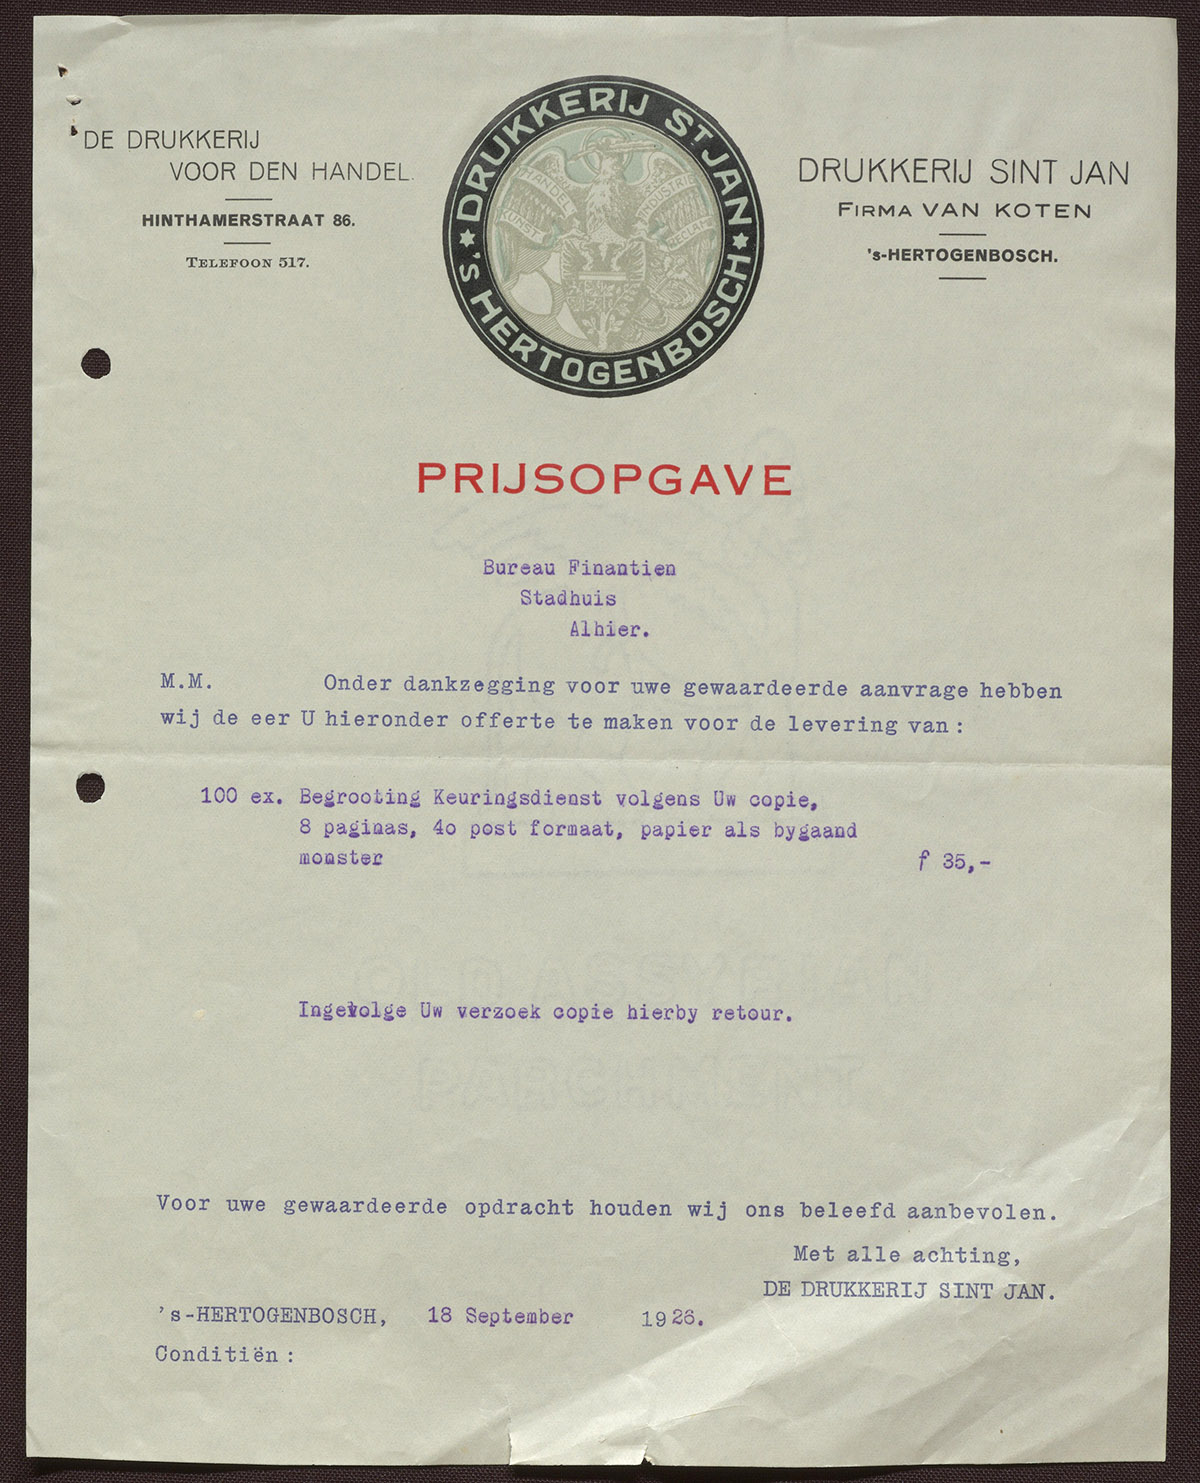 DE DRUKKERIJ
VOOR DEN HANDEL.
HINTHAMERSTRAAT 86.
TELEFOON 517.
DRUKKERIJ ST JAN
's HERTOGENBOSCH
HANDEL
KUNST
INDUSTRIE
RECLAME
DRUKKERIJ SINT JAN
FIRMA VAN KOTEN
's-HERTOGENBOSCH.
PRIJSOPGAVE
Bureau Finantien
Stadhuis
Alhier.
M.M. Onder dankzegging voor uwe gewaardeerde aanvrage hebben
wij de eer U hieronder offerte te maken voor de levering van:
100 ex. Begrooting Keuringsdienst volgens Uw copie,
8 paginas, 4o post formaat, papier als bygaand
monster f 35,-
Ingevolge Uw verzoek copie hierby retour.
Voor uwe gewaardeerde opdracht houden wij ons beleefd aanbevolen.
Met alle achting,
DE DRUKKERIJ SINT JAN.
's-HERTOGENBOSCH, 18 September 1926.
Conditiën: